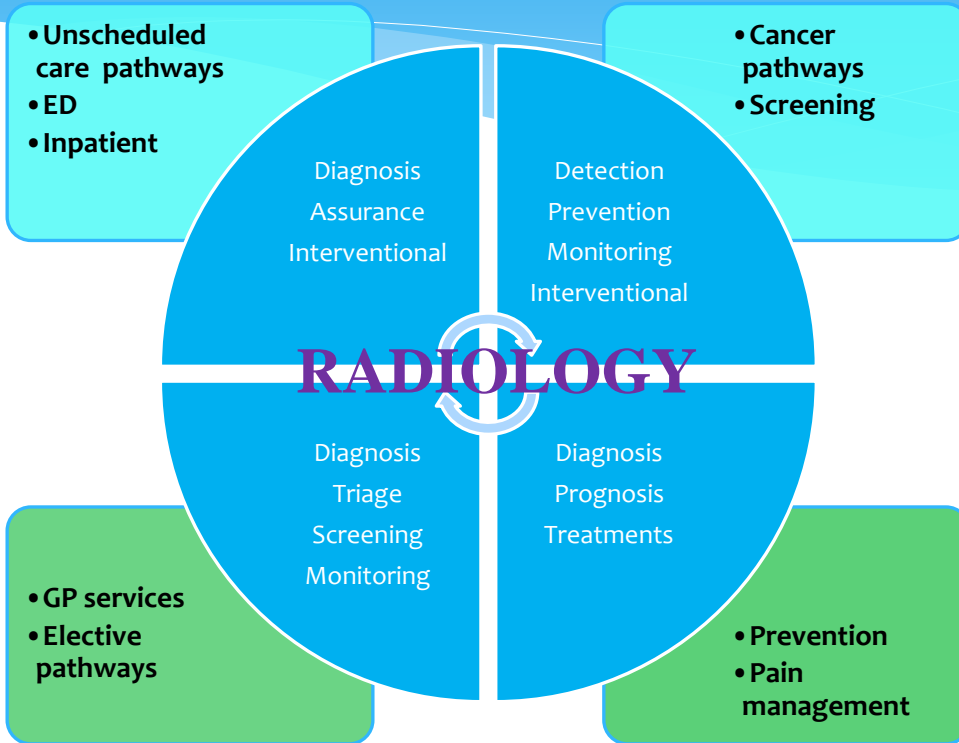 • Unscheduled
care pathways
• ED
• Inpatient
• Cancer
pathways
• Screening
Diagnosis
Assurance
Interventional
Detection
Prevention
Monitoring
Interventional
RADIOLOGY
Diagnosis
Triage
Screening
Monitoring
Diagnosis
Prognosis
Treatments
• GP services
• Elective
pathways
• Prevention
• Pain
management